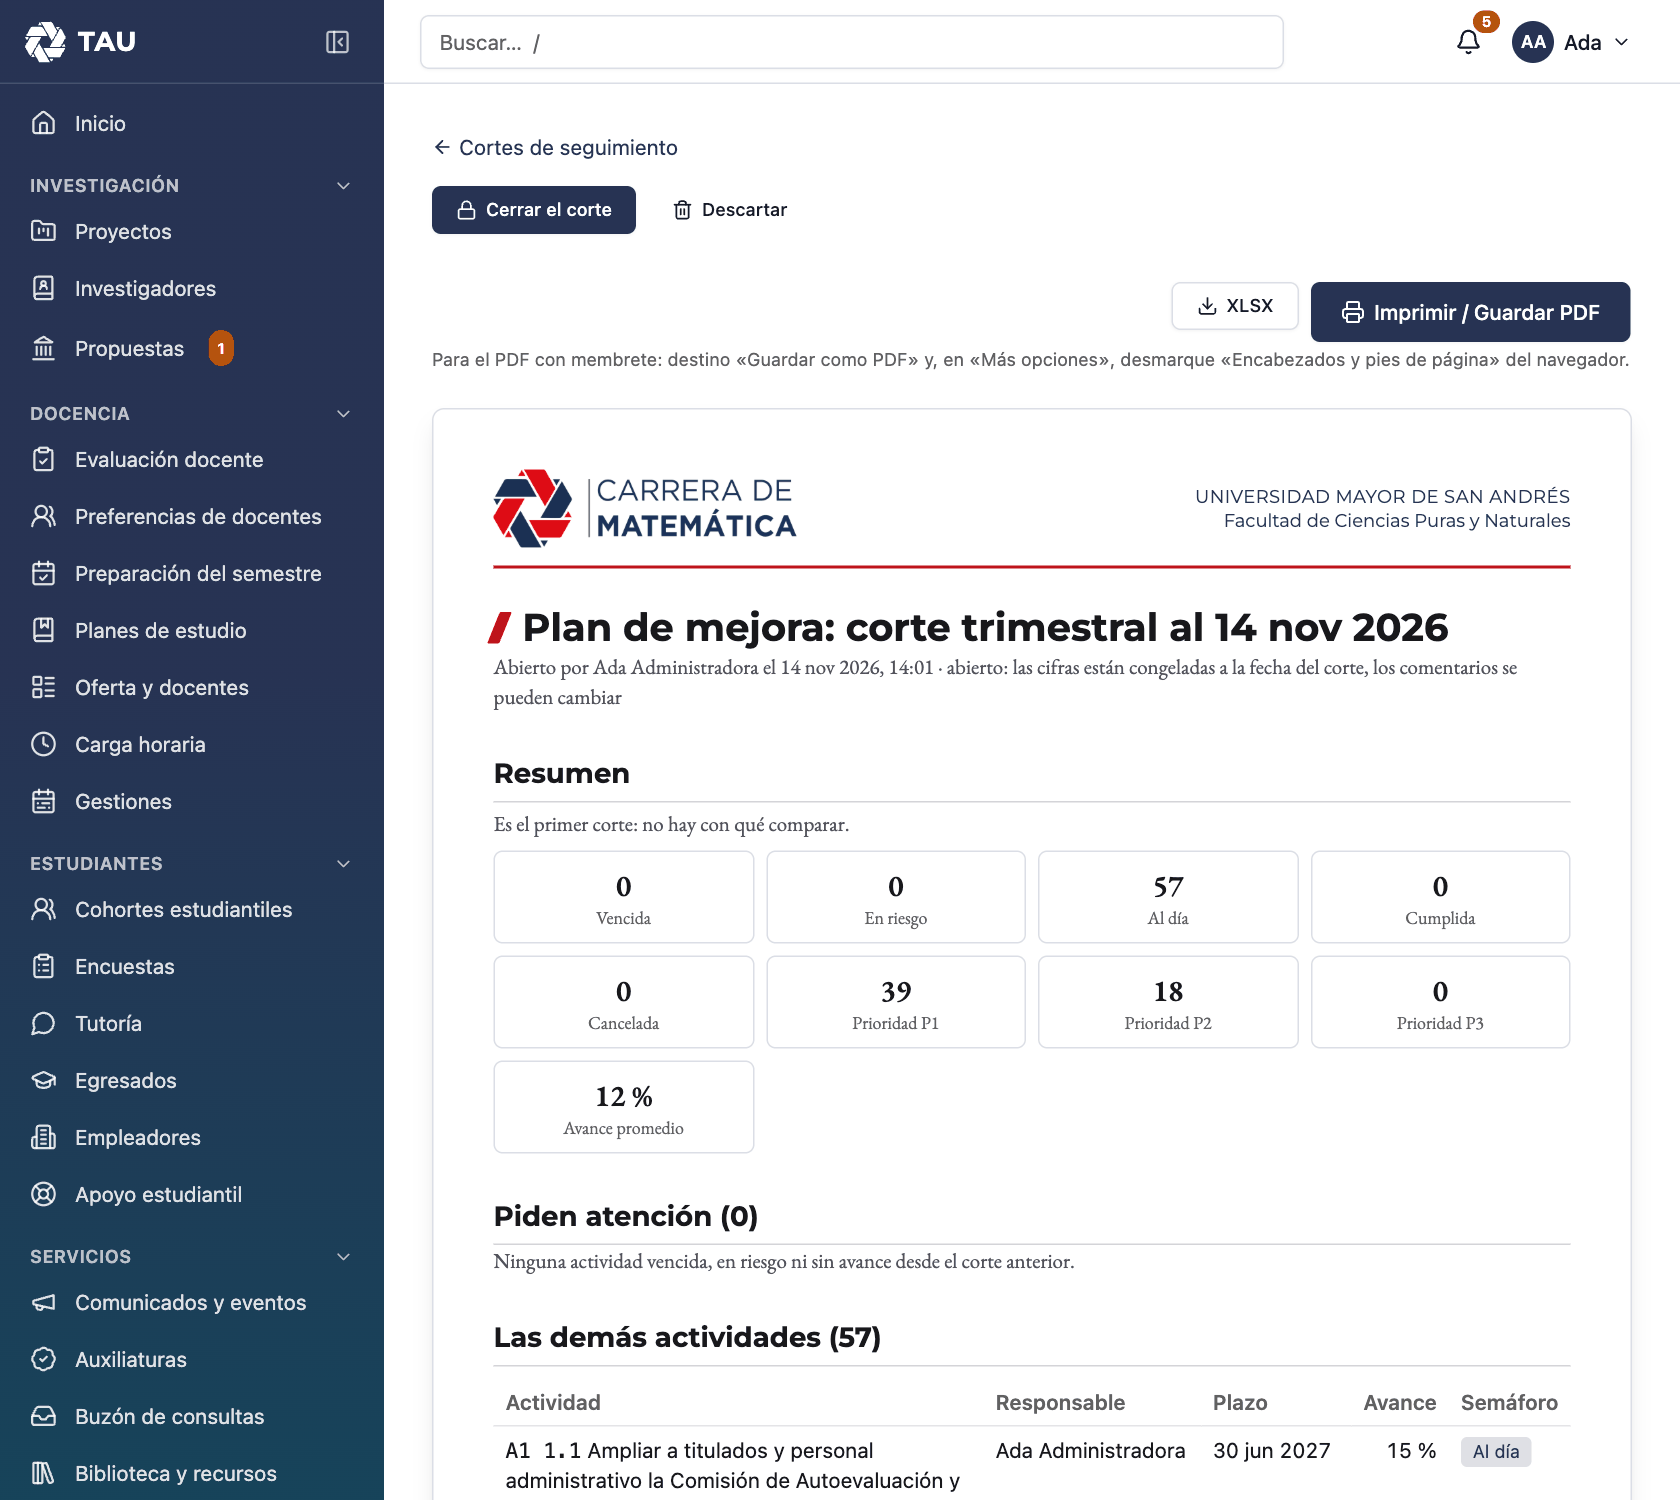 TAU
Buscar... /
5
AA
Ada
Inicio
INVESTIGACIÓN
Proyectos
Investigadores
Propuestas
1
DOCENCIA
Evaluación docente
Preferencias de docentes
Preparación del semestre
Planes de estudio
Oferta y docentes
Carga horaria
Gestiones
ESTUDIANTES
Cohortes estudiantiles
Encuestas
Tutoría
Egresados
Empleadores
Apoyo estudiantil
SERVICIOS
Comunicados y eventos
Auxiliaturas
Buzón de consultas
Biblioteca y recursos
← Cortes de seguimiento
Cerrar el corte
Descartar
XLSX
Imprimir / Guardar PDF
Para el PDF con membrete: destino «Guardar como PDF» y, en «Más opciones», desmarque «Encabezados y pies de página» del navegador.
CARRERA DE
MATEMÁTICA
UNIVERSIDAD MAYOR DE SAN ANDRÉS
Facultad de Ciencias Puras y Naturales
Plan de mejora: corte trimestral al 14 nov 2026
Abierto por Ada Administradora el 14 nov 2026, 14:01 · abierto: las cifras están congeladas a la fecha del corte, los comentarios se
pueden cambiar
Resumen
Es el primer corte: no hay con qué comparar.
0
Vencida
0
En riesgo
57
Al día
0
Cumplida
0
Cancelada
39
Prioridad P1
18
Prioridad P2
0
Prioridad P3
12 %
Avance promedio
Piden atención (0)
Ninguna actividad vencida, en riesgo ni sin avance desde el corte anterior.
Las demás actividades (57)
Actividad Responsable Plazo Avance Semáforo
A1 1.1 Ampliar a titulados y personal Ada Administradora 30 jun 2027 15 % Al día
administrativo la Comisión de Autoevaluación y